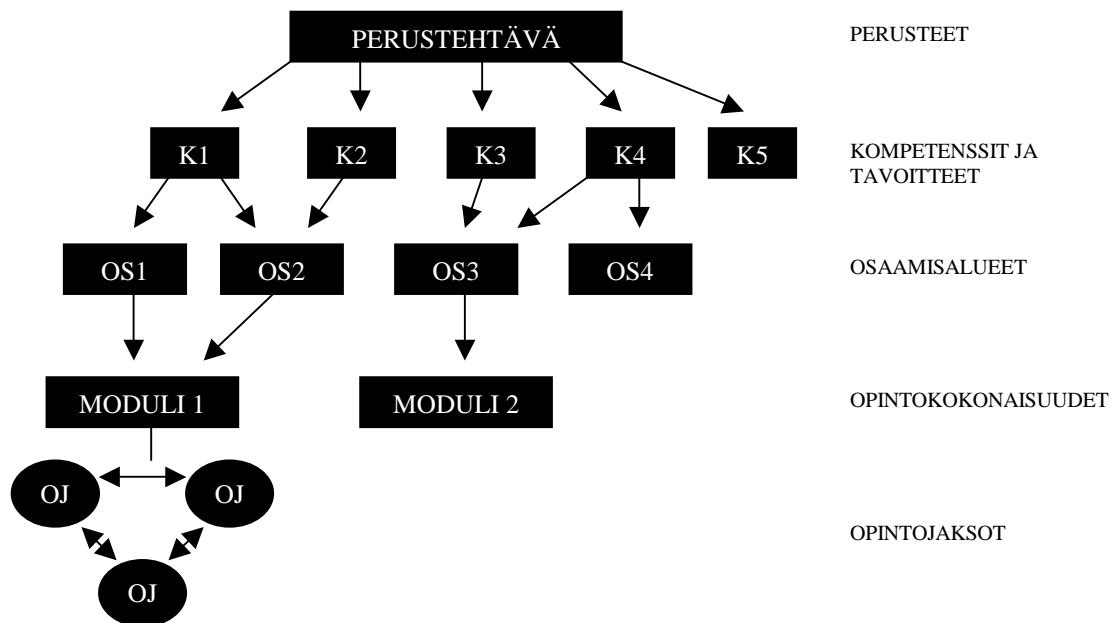 PERUSTEHTÄVÄ
PERUSTEET
K1
K2
K3
K4
K5
KOMPETENSSIT JA
TAVOITTEET
OS1
OS2
OS3
OS4
OSAAMISALUEET
MODULI 1
MODULI 2
OPINTOKOKONAISUUDET
OJ
OJ
OJ
OPINTOJAKSOT